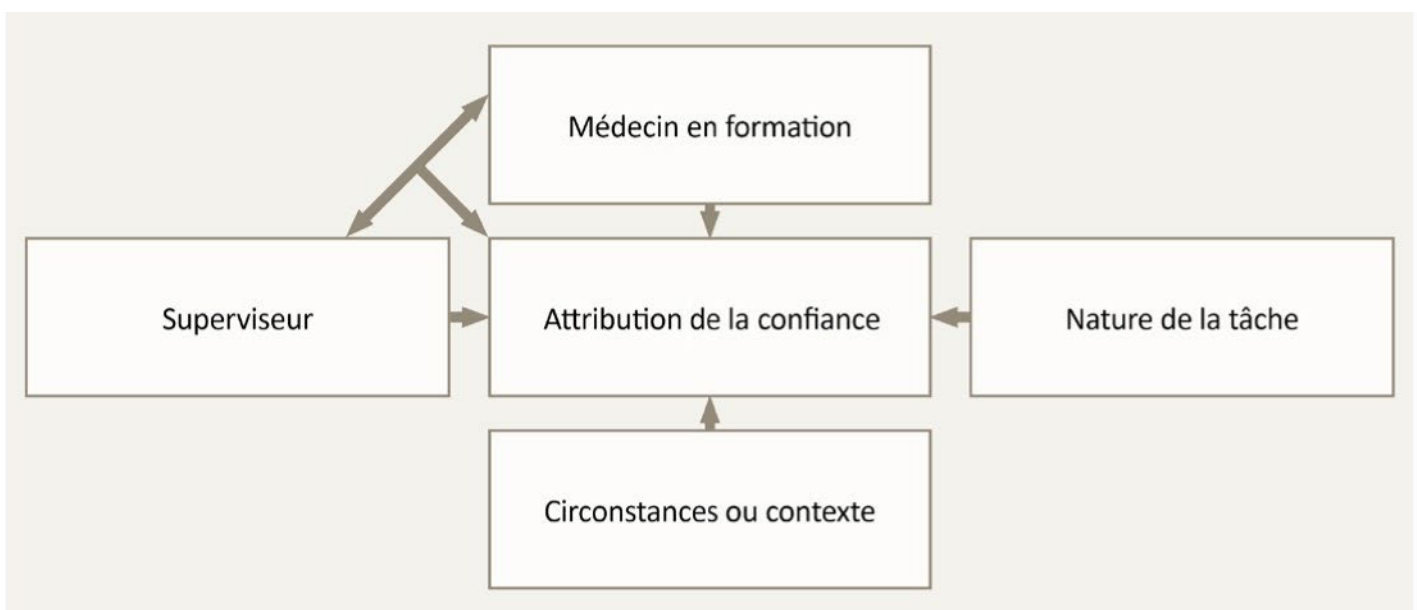 Médecin en formation
Superviseur
Attribution de la confiance
Nature de la tâche
Circonstances ou contexte